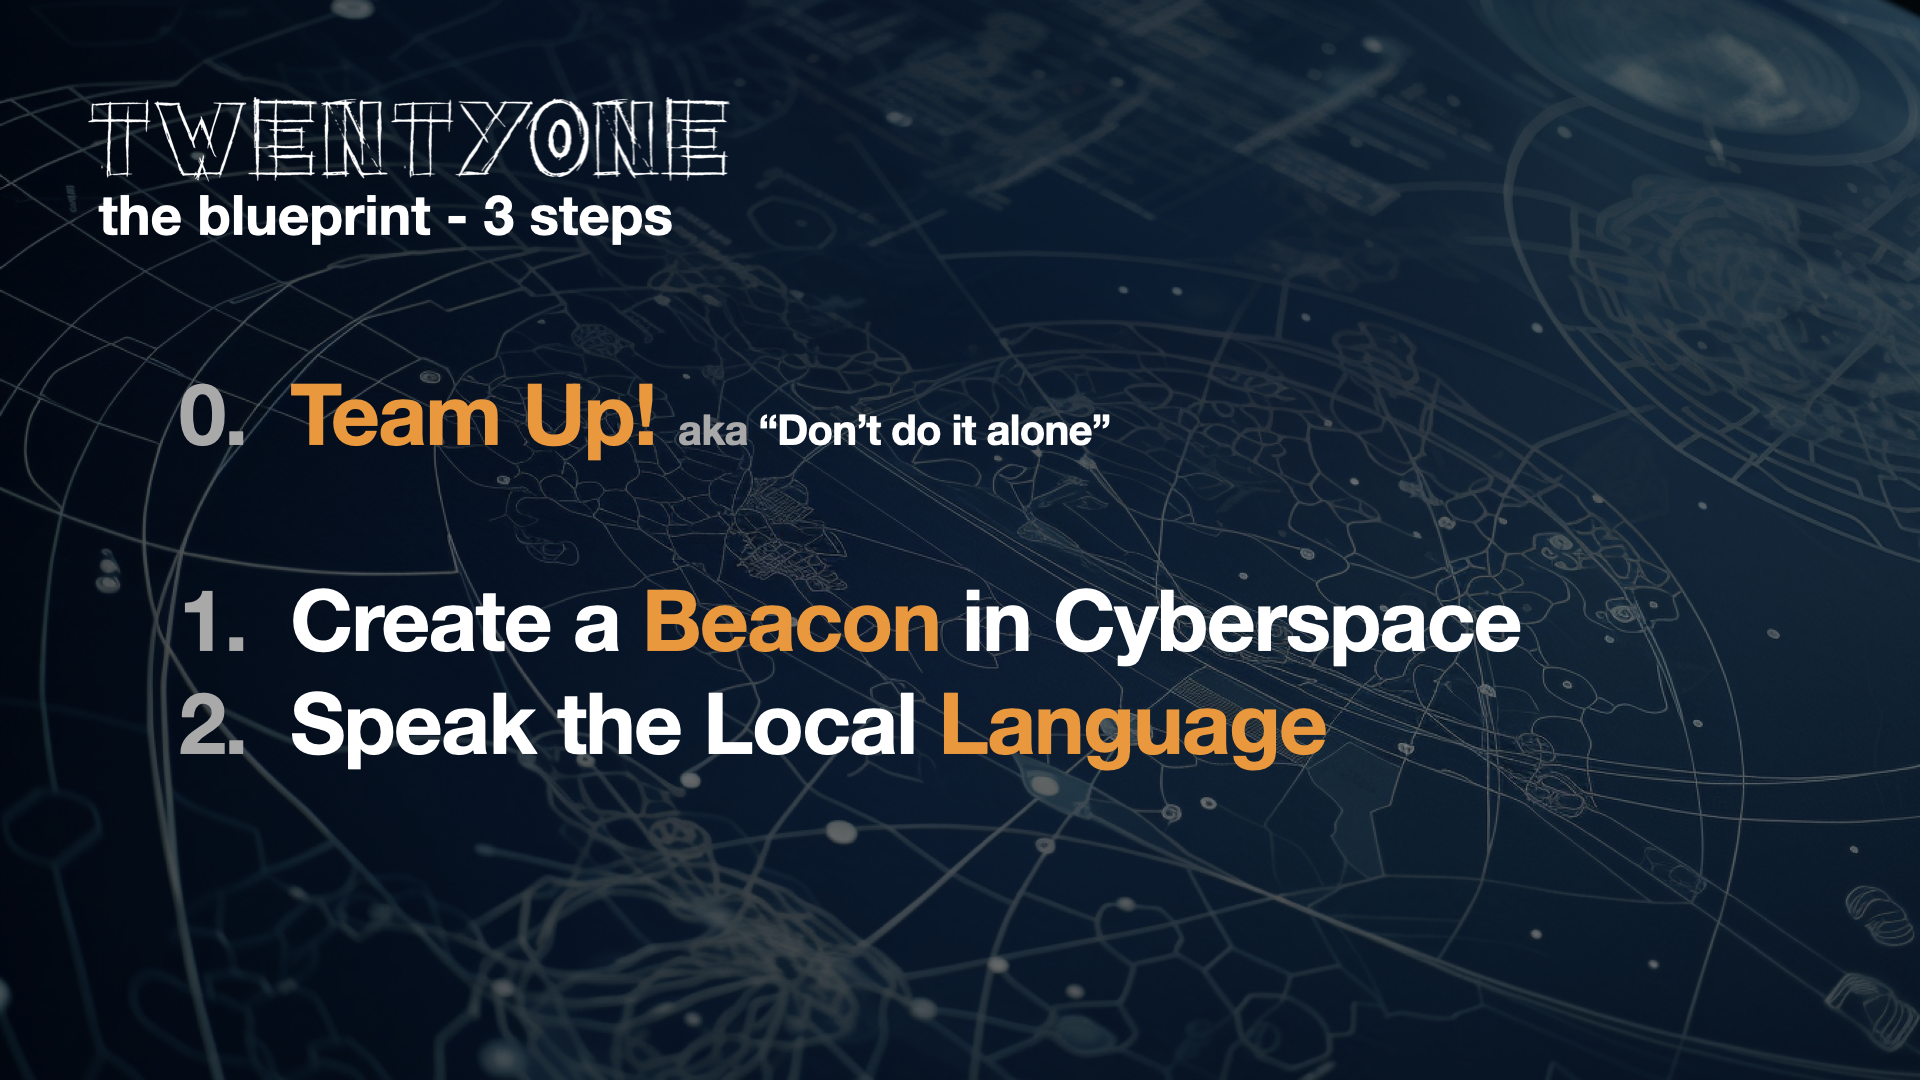 TWENTYONE
the blueprint - 3 steps
0. Team Up! aka “Don’t do it alone”
1. Create a Beacon in Cyberspace
2. Speak the Local Language